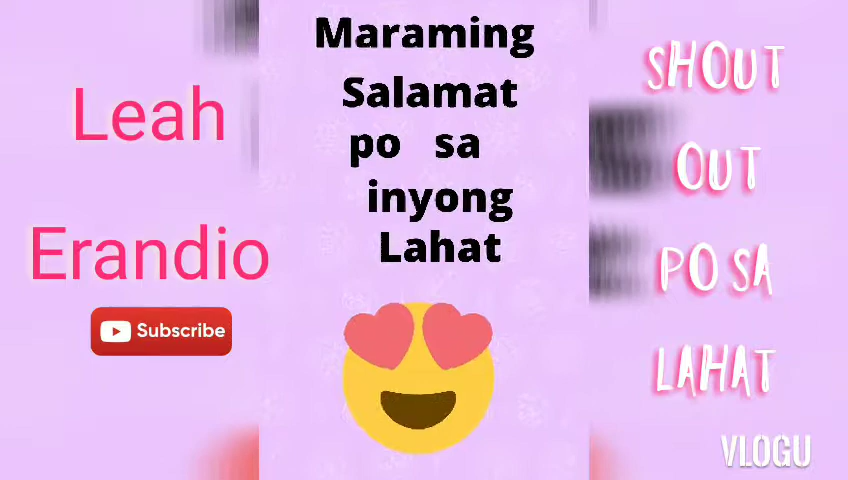 Leah
Erandio
Subscribe
Maraming
Salamat
po sa
inyong
Lahat
SHOUT
OUT
PO SA
LAHAT
VLOGU